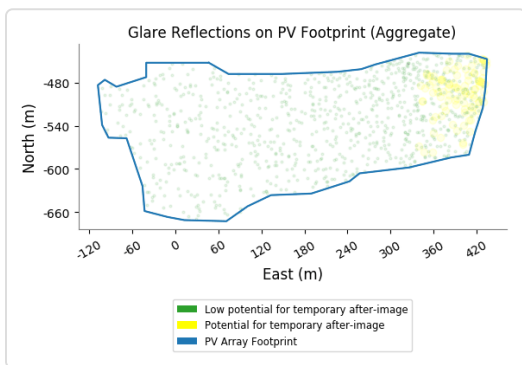 Glare Reflections on PV Footprint (Aggregate)
North (m)
-480
-540
-600
-660
-120
-60
0
60
120
180
240
300
360
420
East (m)
Low potential for temporary after-image
Potential for temporary after-image
PV Array Footprint